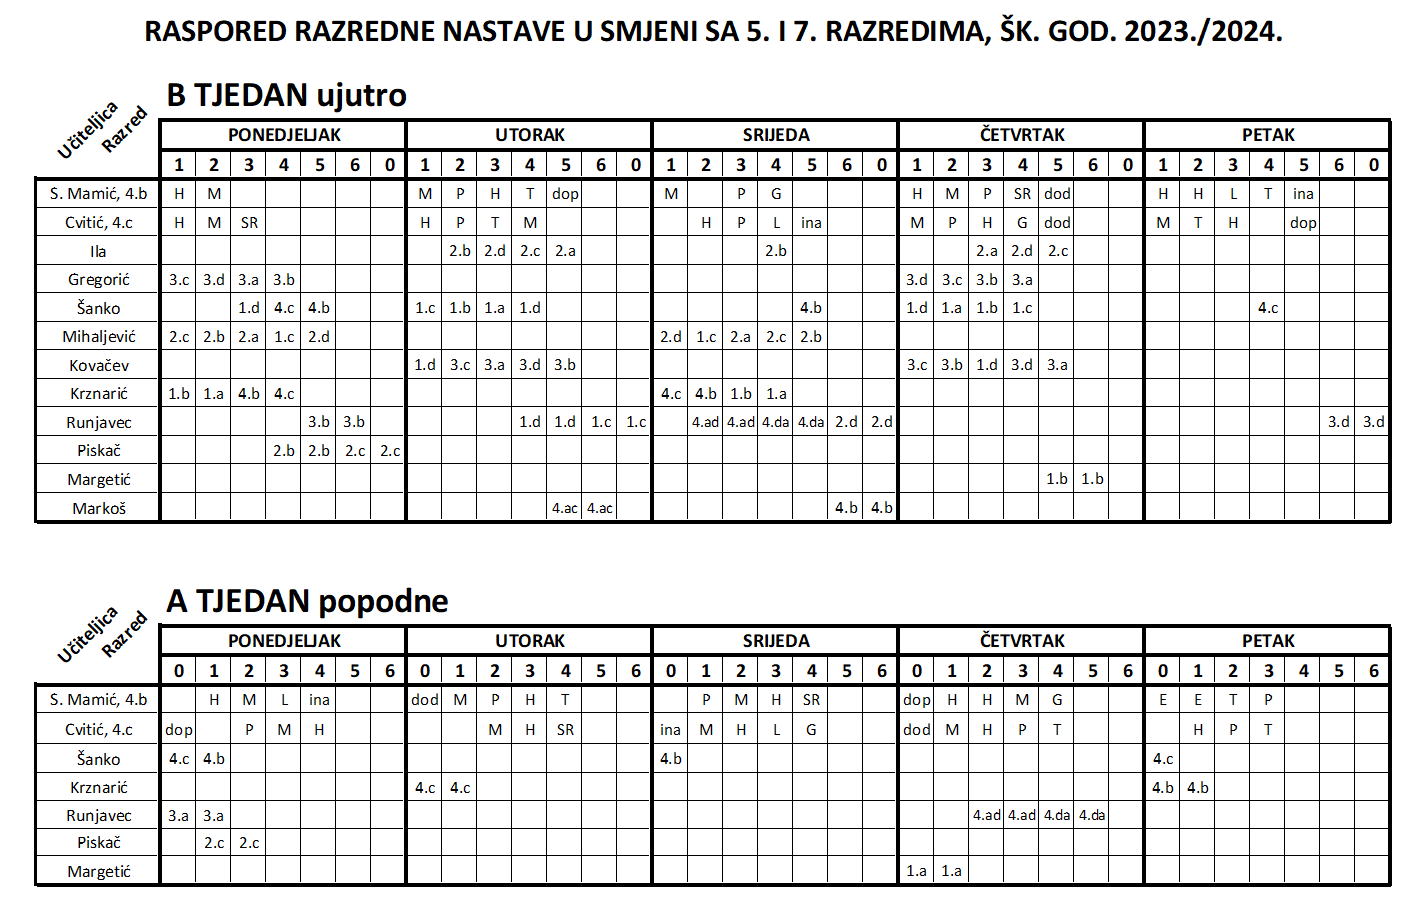 RASPORED RAZREDNE NASTAVE U SMJENI SA 5. I 7. RAZREDIMA, ŠK. GOD. 2023./2024.
B TJEDAN ujutro
Učiteljica Razred
PONEDJELJAK UTORAK SRIJEDA ČETVRTAK PETAK
1 2 3 4 5 6 0 1 2 3 4 5 6 0 1 2 3 4 5 6 0 1 2 3 4 5 6 0 1 2 3 4 5 6 0
S. Mamić, 4.b H M M P H T dop M P G H M P SR dod H H L T ina
Cvitić, 4.c H M SR H P T M H P L ina M P H G dod M T H dop
Ila 2.b 2.d 2.c 2.a 2.b 2.a 2.d 2.c
Gregorić 3.c 3.d 3.a 3.b 3.d 3.c 3.b 3.a
Šanko 1.d 4.c 4.b 1.c 1.b 1.a 1.d 4.b 1.d 1.a 1.b 1.c 4.c
Mihaljević 2.c 2.b 2.a 1.c 2.d 2.d 1.c 2.a 2.c 2.b
Kovačev 1.d 3.c 3.a 3.d 3.b 3.c 3.b 1.d 3.d 3.a
Krznarić 1.b 1.a 4.b 4.c 4.c 4.b 1.b 1.a
Runjavec 3.b 3.b 1.d 1.d 1.c 1.c 4.ad 4.ad 4.da 4.da 2.d 2.d 3.d 3.d
Piskač 2.b 2.b 2.c 2.c
Margetić 1.b 1.b
Markoš 4.ac 4.ac 4.b 4.b
A TJEDAN popodne
Učiteljica Razred
PONEDJELJAK UTORAK SRIJEDA ČETVRTAK PETAK
0 1 2 3 4 5 6 0 1 2 3 4 5 6 0 1 2 3 4 5 6 0 1 2 3 4 5 6 0 1 2 3 4 5 6
S. Mamić, 4.b H M L ina dod M P H T P M H SR dop H H M G E E T P
Cvitić, 4.c dop P M H M H SR ina M H L G dod M H P T H P T
Šanko 4.c 4.b 4.b 4.c
Krznarić 4.c 4.c 4.b 4.b
Runjavec 3.a 3.a 4.ad 4.ad 4.da 4.da
Piskač 2.c 2.c
Margetić 1.a 1.a